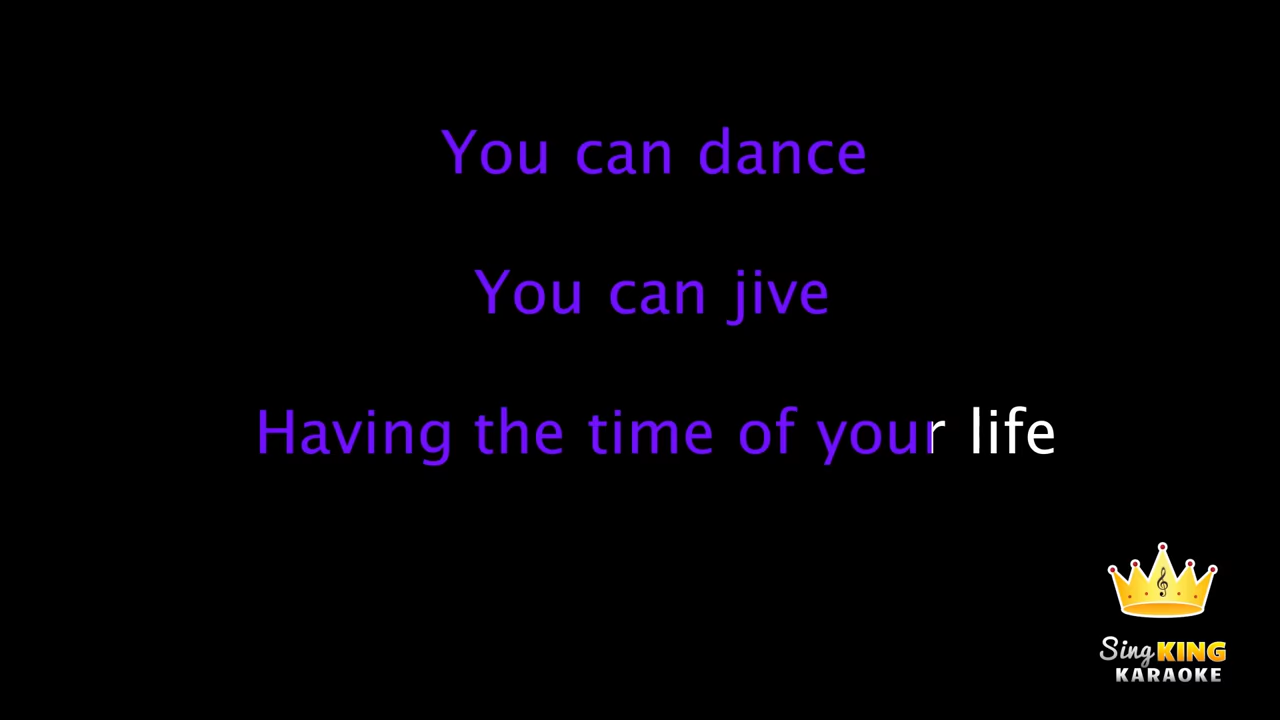 You can dance
You can jive
Having the time of your life
Sing KING
KARAOKE